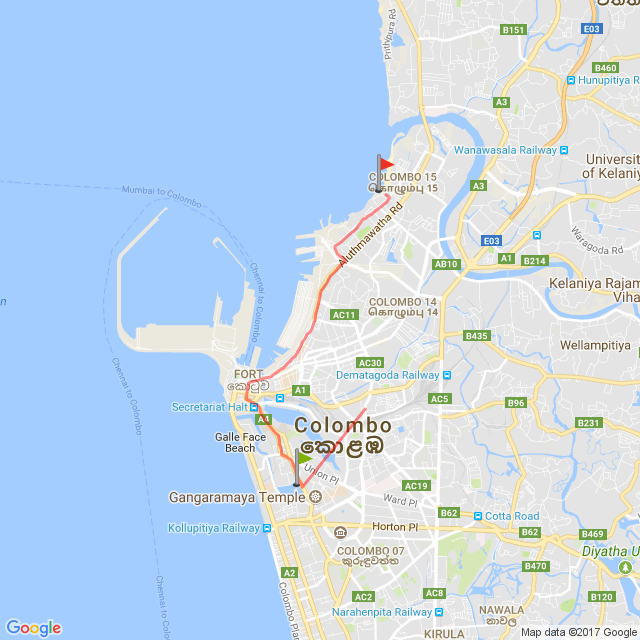 Prithipura Rd
B151
E03
B460
Hunupitiya Railway
A3
Wanawasala Railway
University
of Kelaniya
COLOMBO 15
கொழும்பு 15
A3
Mumbai to Colombo
Aluthmawatha Rd
E03
Waragoda Rd
A1
B214
AB10
Chennai to Colombo
Kelaniya Rajam
Viha
COLOMBO 14
கொழும்பு 14
AC11
B435
Wellampitiya
AC30
Dematagoda Railway
FORT
කොටුව
A1
AC5
B96
Chennai to Colombo
Secretariat Halt
A4
B231
Colombo
කොළඹ
Galle Face
Beach
Union Pl
AC19
Gangaramaya Temple
Ward Pl
B62
Cotta Road
Kollupitiya Railway
Horton Pl
B62
B469
COLOMBO 07
කුරුඳුවත්ත
Diyatha U
B470
A2
AC2
AC8
B120
Colombo Plan
Narahenpita Railway
NAWALA
නාවල
KIRULA
Google
Map data ©2017 Google